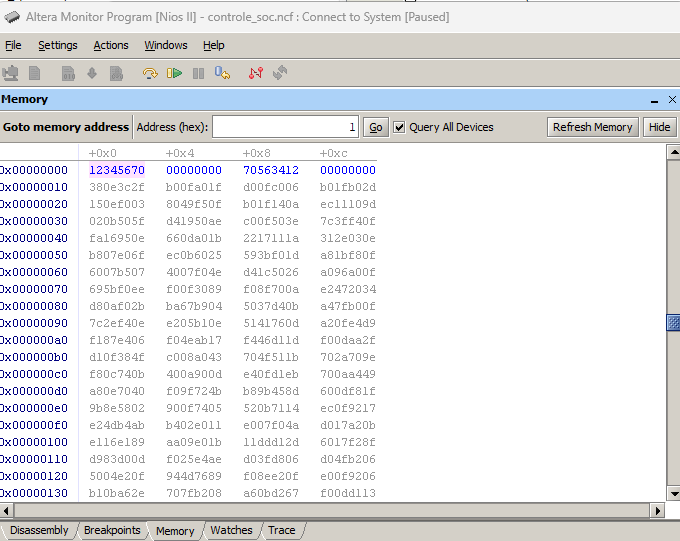 Altera Monitor Program [Nios II] - controle_soc.ncf : Connect to System [Paused]
File Settings Actions Windows Help
Memory
Goto memory address Address (hex): 1 Go Query All Devices Refresh Memory Hide
+0x0 +0x4 +0x8 +0xc
0x00000000 12345670 00000000 70563412 00000000
0x00000010 380e3c2f b00fa01f d00fc006 b01fb02d
0x00000020 150ef003 8049f50f b01f140a ec11109d
0x00000030 020b505f d41950ae c00f503e 7c3ff40f
0x00000040 fa16950e 660da01b 2217111a 312e030e
0x00000050 b807e06f ec0b6025 593bf01d a81bf80f
0x00000060 6007b507 4007f04e d41c5026 a096a00f
0x00000070 695bf0ee f00f3089 f08f700a e2472034
0x00000080 d80af02b ba67b904 5037d40b a47fb00f
0x00000090 7c2ef40e e205b10e 5141760d a20fe4d9
0x000000a0 f187e406 f04eab17 f446d11d f00daa2f
0x000000b0 d10f384f c008a043 704f511b 702a709e
0x000000c0 f80c740b 400a900d e40fd1eb 700aa449
0x000000d0 a80e7040 f09f724b b89b458d 600df81f
0x000000e0 9b8e5802 900f7405 520b7114 ec0f9217
0x000000f0 e24db4ab b402e011 e007f04a d017a20b
0x00000100 e116e189 aa09e01b 11ddd12d 6017f28f
0x00000110 d983d00d f025e4ae d03fd806 d04fb206
0x00000120 5004e20f 944d7689 f08ee20f e00f9206
0x00000130 b10ba62e 707fb208 a60bd267 f00dd113
Disassembly Breakpoints Memory Watches Trace